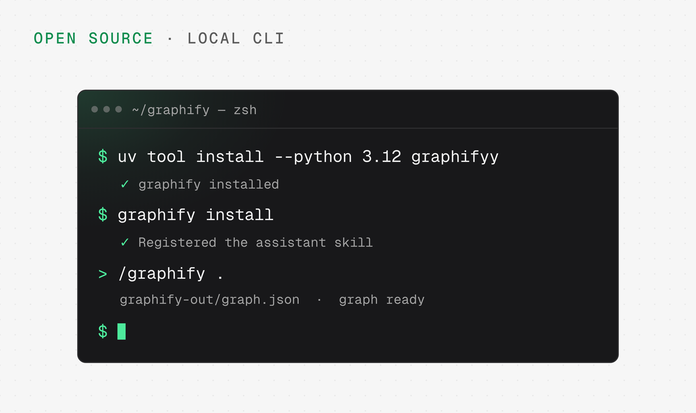 OPEN SOURCE · LOCAL CLI
~/graphify — zsh
$ uv tool install --python 3.12 graphifyy
✓ graphify installed
$ graphify install
✓ Registered the assistant skill
> /graphify .
graphify-out/graph.json · graph ready
$